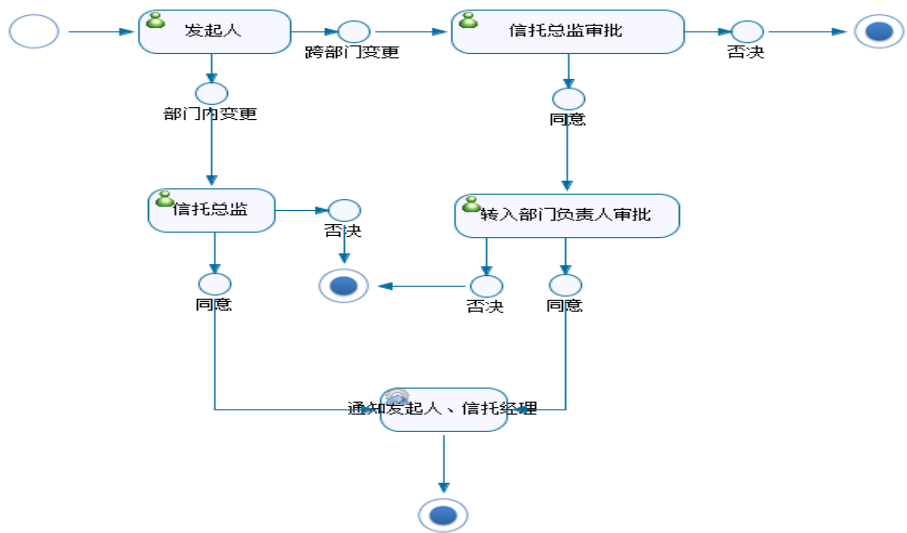 发起人
跨部门变更
信托总监审批
否决
部门内变更
同意
信托总监
否决
转入部门负责人审批
同意
否决
同意
通知发起人、信托经理